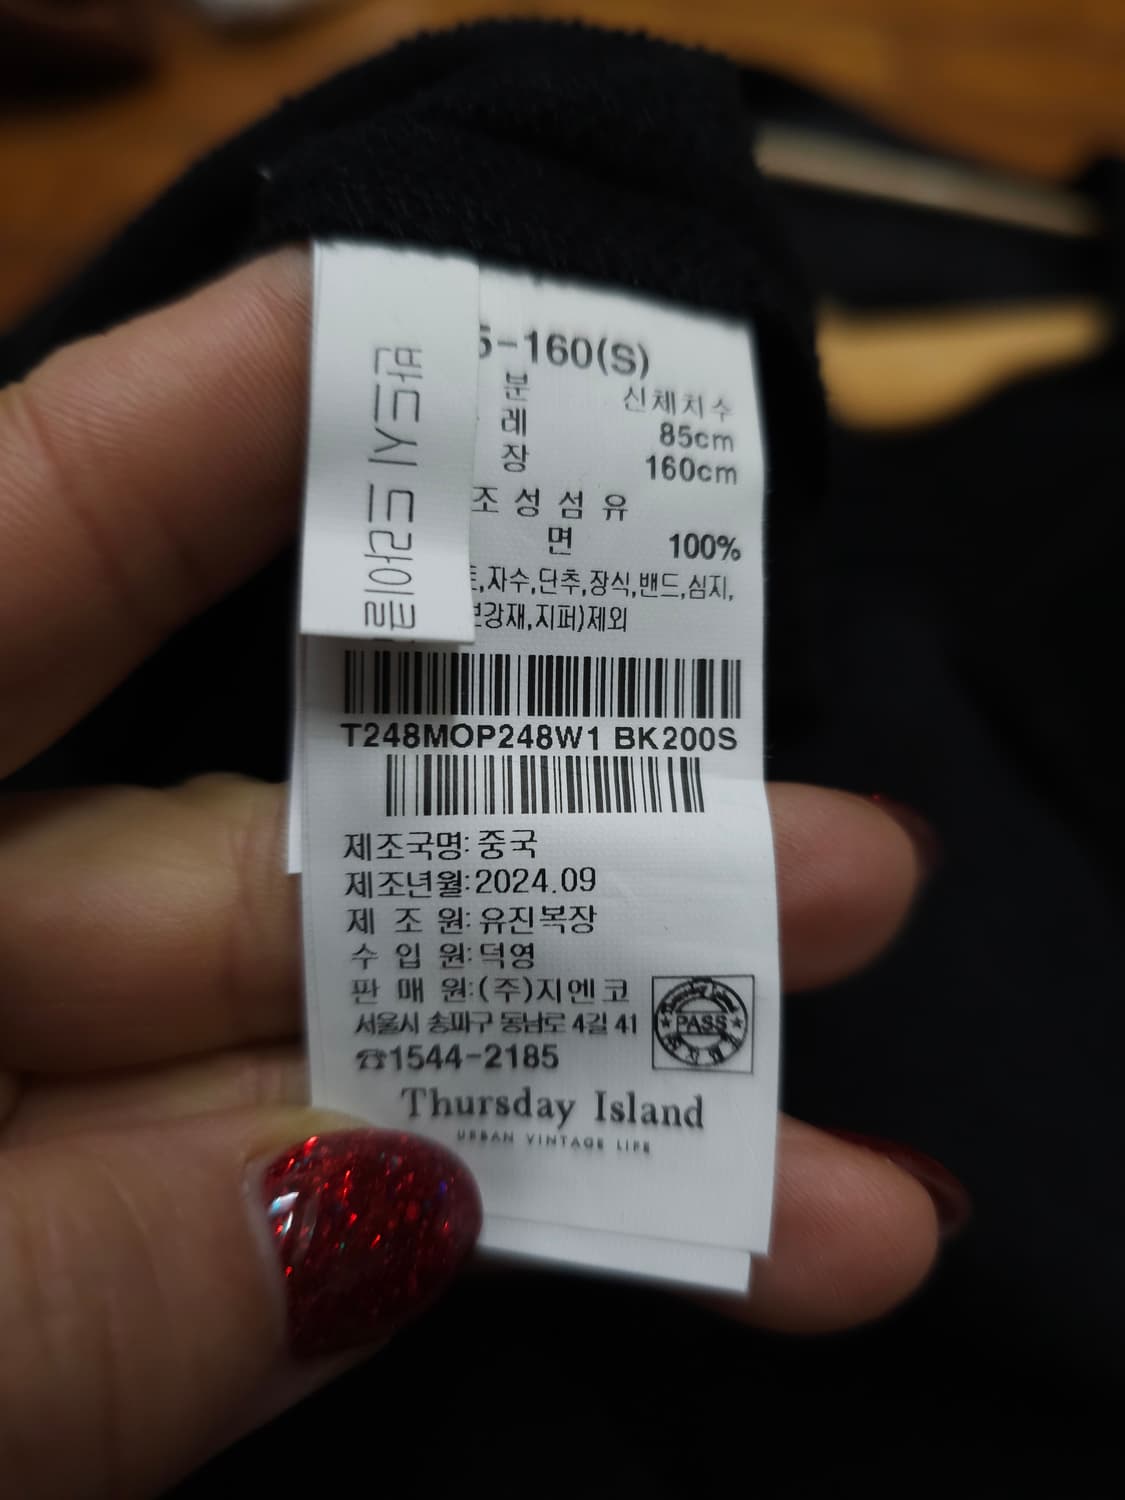 반드시 드라이클
5-160(S)
분 신체치수
레 85cm
장 160cm
조성섬유
면 100%
,자수,단추,장식,밴드,심지,
강재,지퍼)제외
T248MOP248W1 BK200S
제조국명: 중국
제조년월:2024.09
제 조 원: 유진복장
수 입 원: 덕영
판 매 원:(주)지엔코
서울시 송파구 동남로 4길 41
☎1544-2185
Thursday Island
PASS
Thursday Island
URBAN VINTAGE LIFE